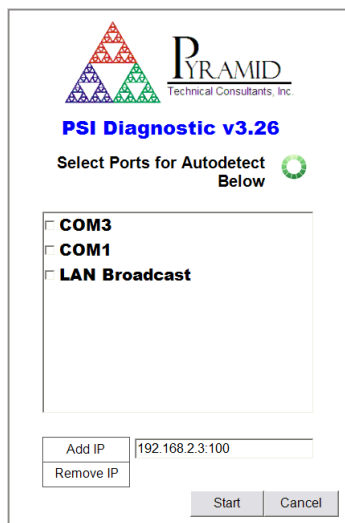 PYRAMID
Technical Consultants, Inc.
PSI Diagnostic v3.26
Select Ports for Autodetect
Below
COM3
COM1
LAN Broadcast
Add IP 192.168.2.3:100
Remove IP
Start Cancel